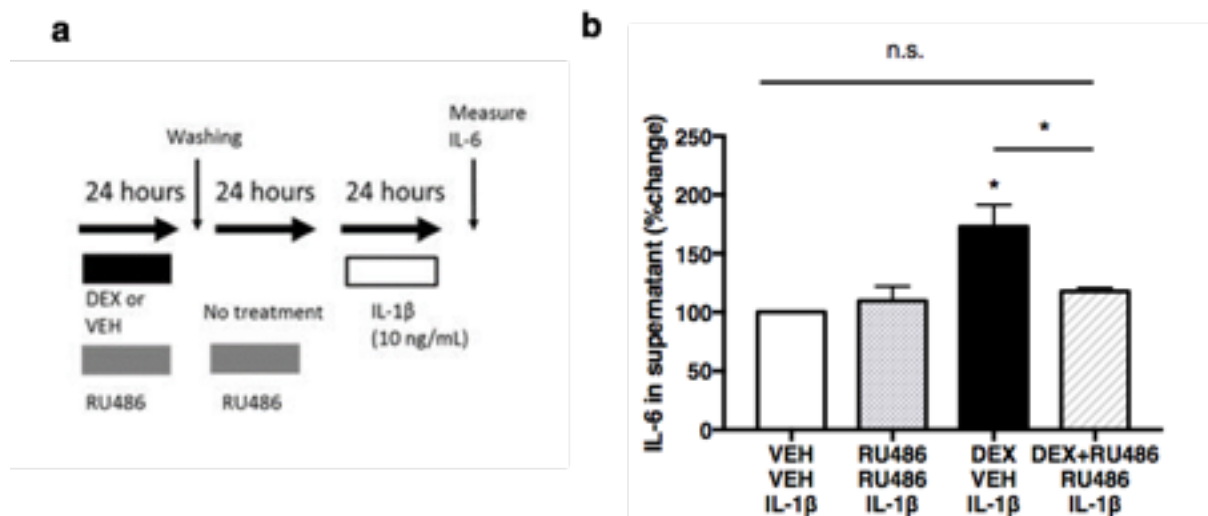 a
Washing
Measure
IL-6
24 hours
24 hours
24 hours
DEX or
VEH
No treatment
IL-1β
(10 ng/mL)
RU486
RU486
b
n.s.
*
*
IL-6 in supernatant (%change)
250
200
150
100
50
0
VEH RU486 DEX DEX+RU486
VEH RU486 VEH RU486
IL-1β IL-1β IL-1β IL-1β